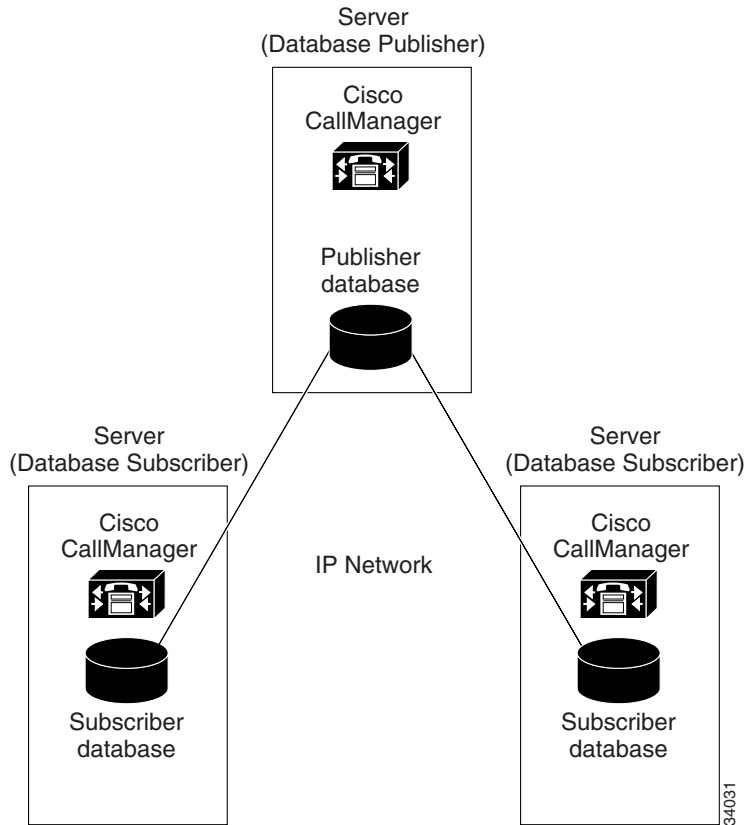 Server
(Database Publisher)
Cisco
CallManager
Publisher
database
Server
(Database Subscriber)
Cisco
CallManager
Subscriber
database
IP Network
Server
(Database Subscriber)
Cisco
CallManager
Subscriber
database
34031